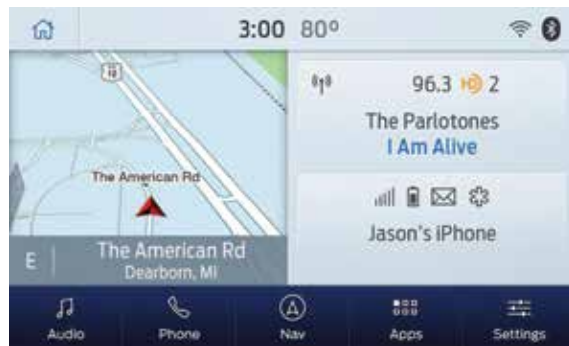 3:00 80°
96.3 HD 2
The Parlotones
I Am Alive
Jason's iPhone
The American Rd
E
The American Rd
Dearborn, MI
Audio
Phone
Nav
Apps
Settings